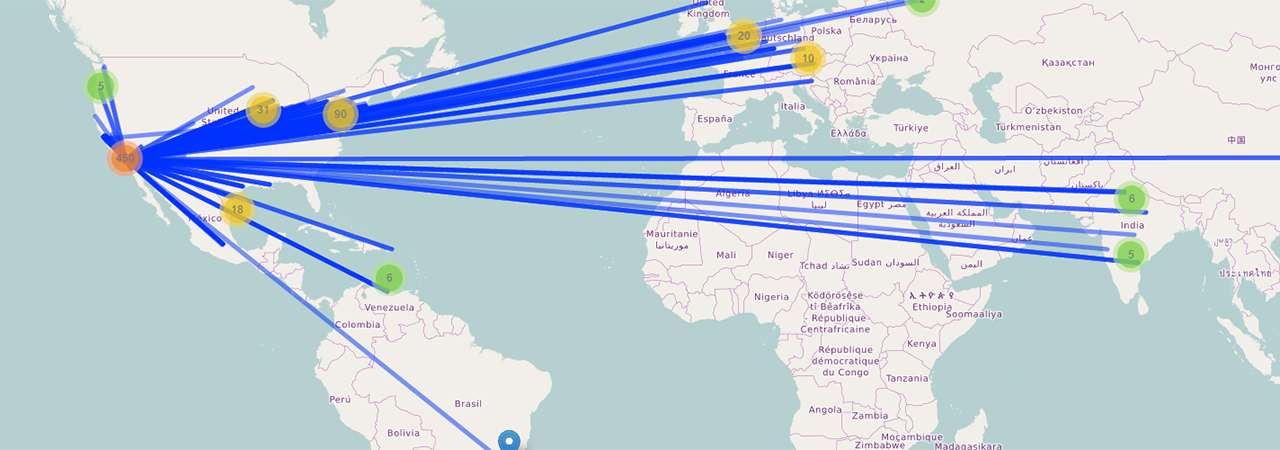 United
Kingdom
2
Беларусь
20
Polska
Deutschland
10
Україна
Қазақстан
France
România
5
United
31
90
Italia
Oʻzbekiston
España
Ελλάδα
Türkiye
Türkmenistan
中国
450
العراق
ایران
افغانستان
پاکستان
Algeria
Libya ⵍⵉⴱⵢⴰ
ليبيا
Egypt مصر
المملكة العربية
السعودية
6
18
México
India
Mauritanie
موريتانيا
عمان
Mali
Niger
Tchad تشاد
Sudan السودان
اليمن
5
ประเทศไทย
6
Venezuela
Nigeria
Ködörösêse
tî Bêafrîka
- République
Centrafricaine
ኢትዮጵያ
Ethiopia
Soomaaliya
Colombia
Kenya
République
démocratique
du Congo
Tanzania
Perú
Brasil
Angola
Zambia
Bolivia
Moçambique
Zimbabwe
Madagasikara